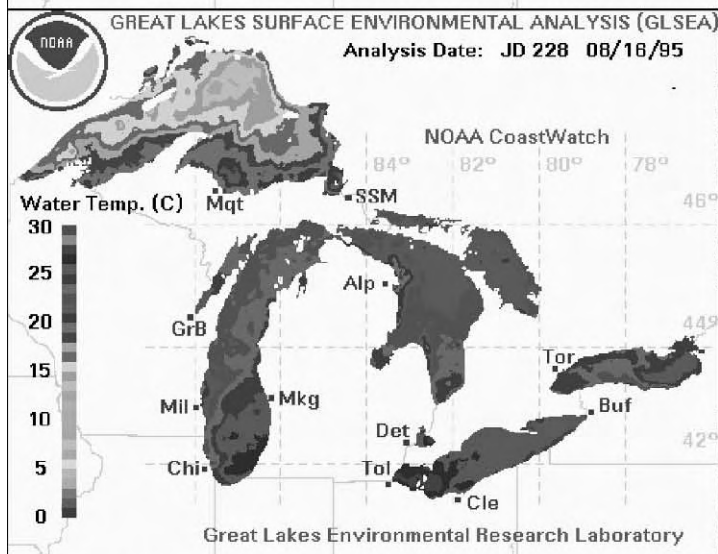 GREAT LAKES SURFACE ENVIRONMENTAL ANALYSIS (GLSEA)
NOAA
Analysis Date: JD 228 08/16/95
NOAA CoastWatch
84° 82° 80° 78°
Water Temp. (C)
Mqt
SSM
46°
30
25
20
15
10
5
0
Alp
GrB
44°
Tor
Mil
Mkg
Buf
Det
42°
Chi
Tol
Cle
Great Lakes Environmental Research Laboratory